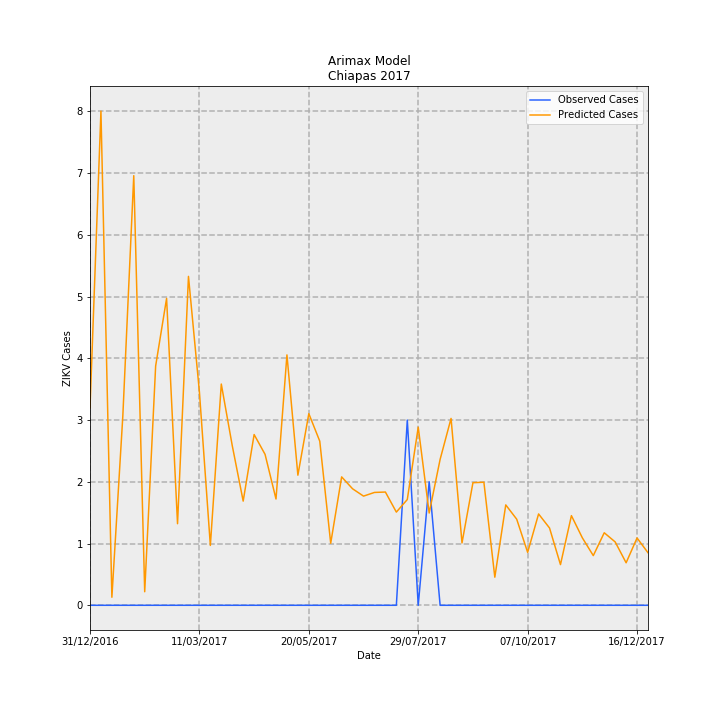 Arimax Model
Chiapas 2017
Observed Cases
Predicted Cases
8
7
6
5
4
3
2
1
0
ZIKV Cases
31/12/2016
11/03/2017
20/05/2017
29/07/2017
07/10/2017
16/12/2017
Date